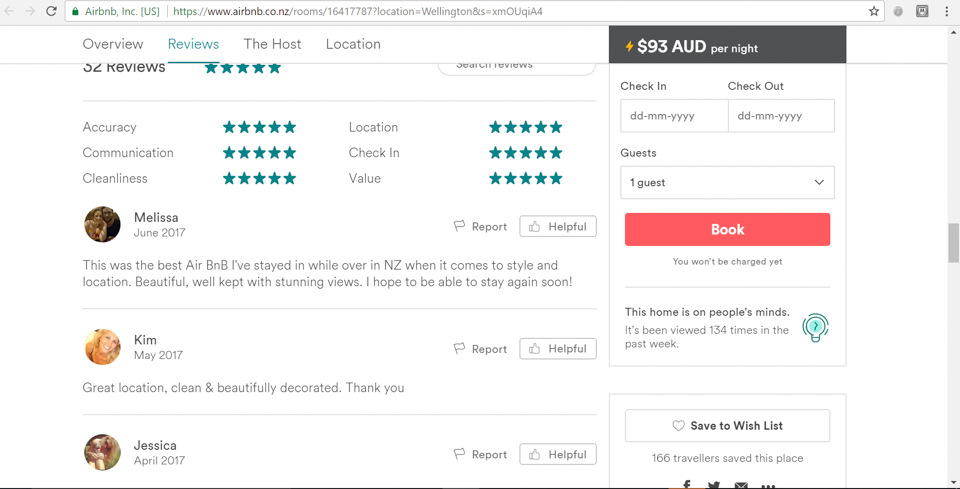 Airbnb, Inc. [US] https://www.airbnb.co.nz/rooms/16417787?location=Wellington&s=xmOUqiA4
Overview Reviews The Host Location
32 Reviews
Search reviews
Accuracy
Location
Communication
Check In
Cleanliness
Value
Melissa
June 2017
Report
Helpful
This was the best Air BnB I've stayed in while over in NZ when it comes to style and
location. Beautiful, well kept with stunning views. I hope to be able to stay again soon!
Kim
May 2017
Report
Helpful
Great location, clean & beautifully decorated. Thank you
Jessica
April 2017
Report
Helpful
$93 AUD per night
Check In Check Out
dd-mm-yyyy dd-mm-yyyy
Guests
1 guest
Book
You won't be charged yet
This home is on people's minds.
It's been viewed 134 times in the
past week.
Save to Wish List
166 travellers saved this place